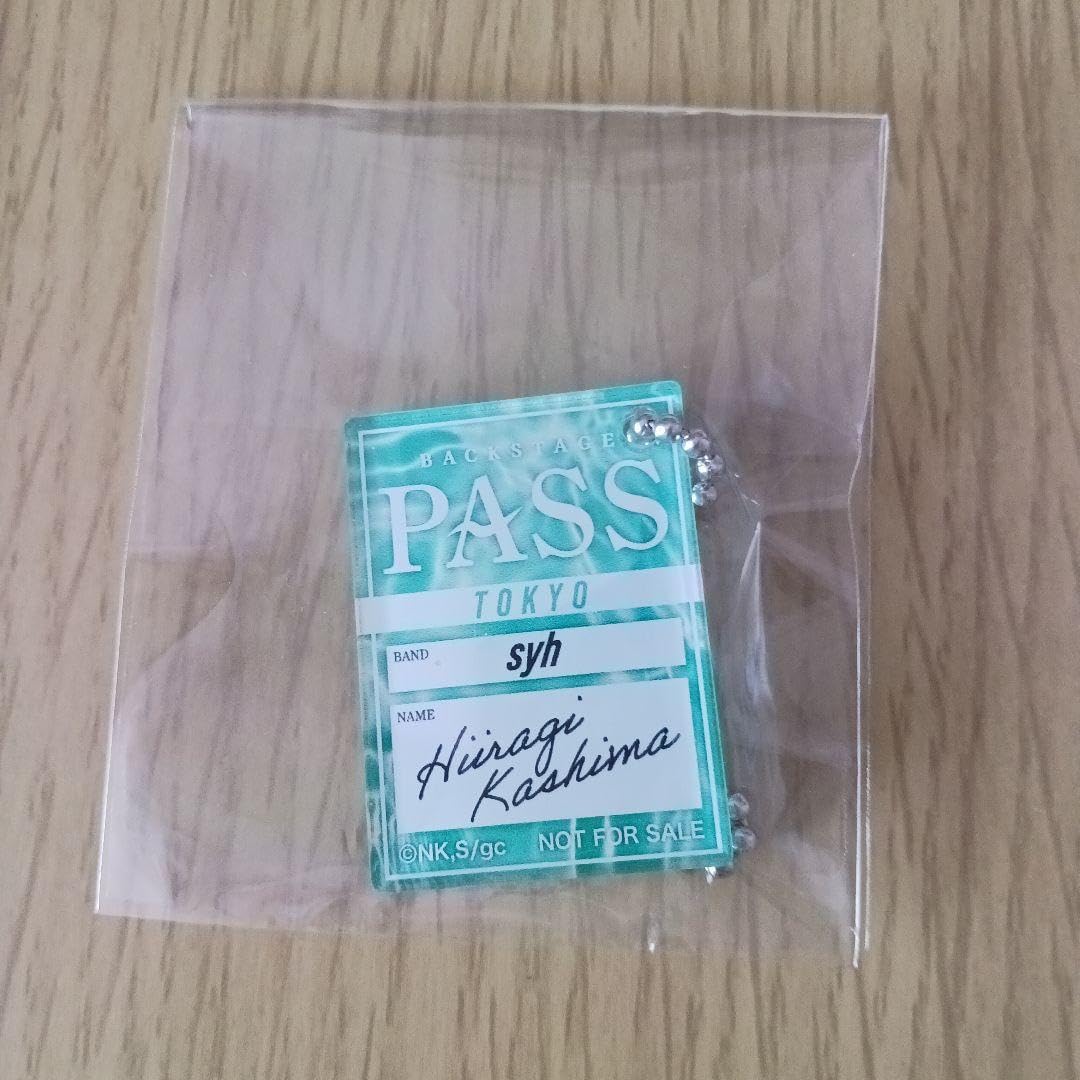 BACKSTAGE
PASS
TOKYO
BAND syh
NAME
Hiiragi
Kashima
©NK,S/gc NOT FOR SALE